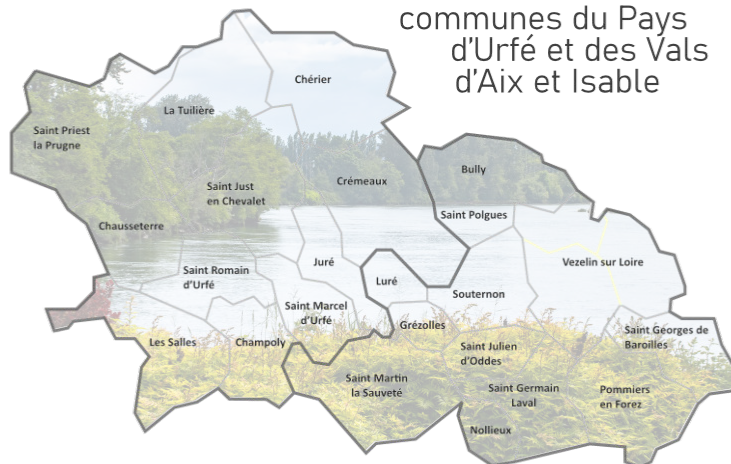 communes du Pays
d'Urfé et des Vals
d'Aix et Isable
Chérier
La Tuilière
Saint Priest
la Prugne
Bully
Crémeaux
Saint Just
en Chevalet
Saint Polgues
Chausseterre
Vezelin sur Loire
Juré
Saint Romain
d'Urfé
Luré
Souternon
Saint Marcel
d'Urfé
Grézolles
Saint Georges de
Baroilles
Les Salles
Champoly
Saint Julien
d'Oddes
Saint Martin
la Sauveté
Saint Germain
Laval
Pommiers
en Forez
Nollieux